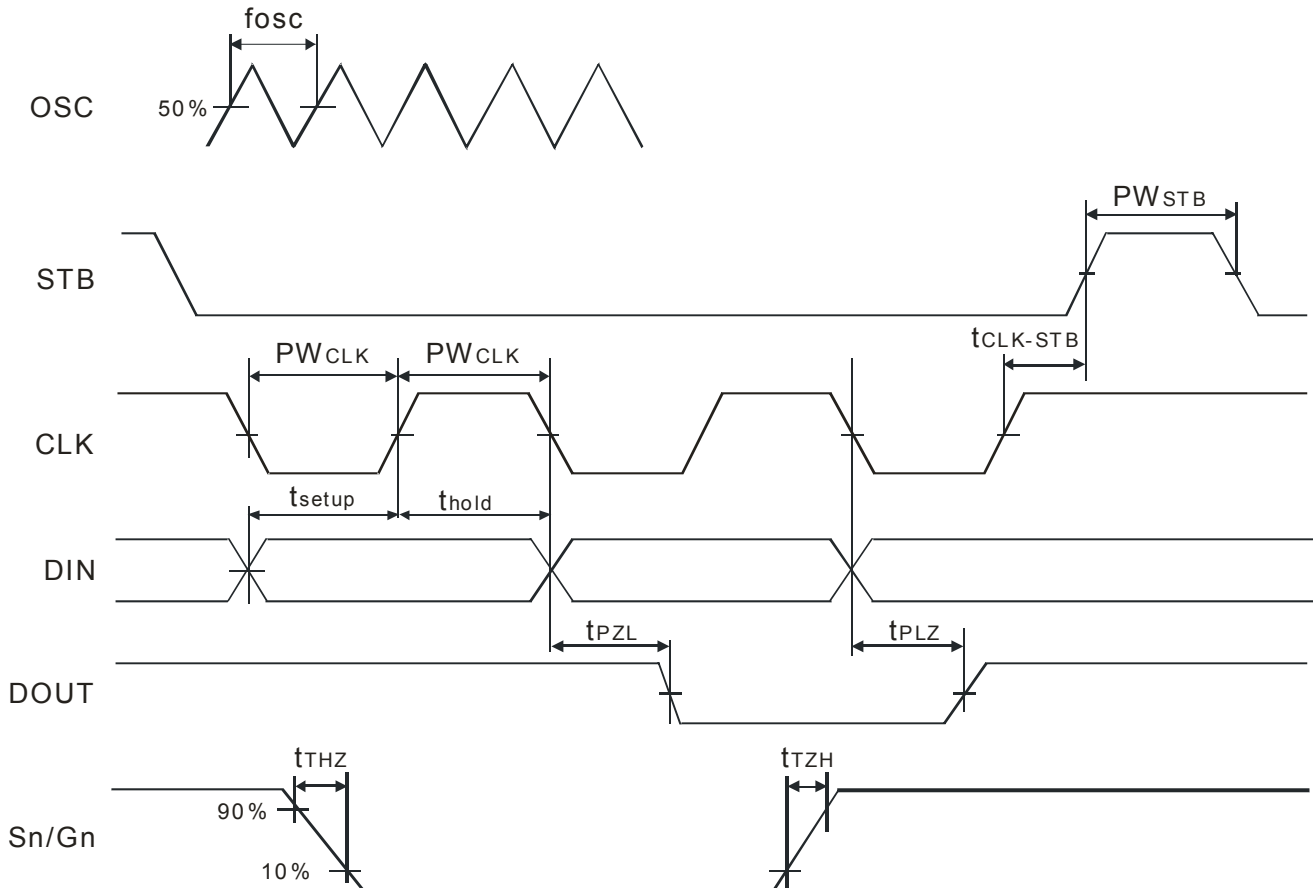 fosc
OSC
50%
PWSTB
STB
tCLK-STB
PWCLK
PWCLK
CLK
tsetup
thold
DIN
tPZL
tPLZ
DOUT
tTHZ
tTZH
90%
Sn/Gn
10%